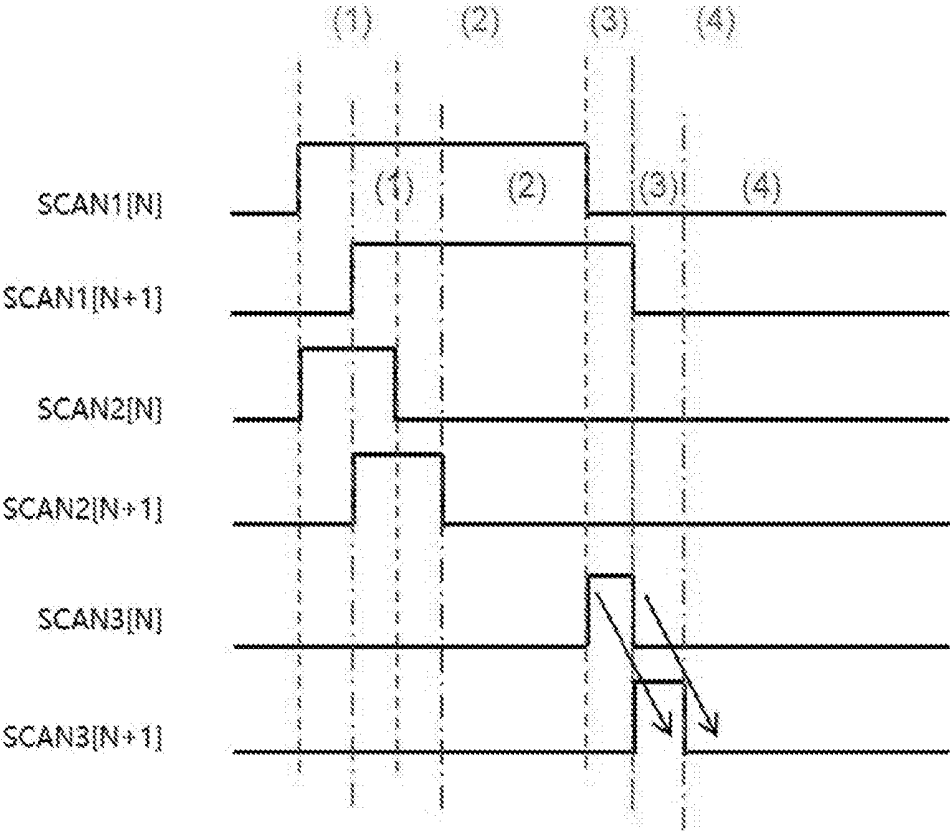 (1) (2) (3) (4)
(1) (2) (3) (4)
SCAN1[N]
SCAN1[N+1]
SCAN2[N]
SCAN2[N+1]
SCAN3[N]
SCAN3[N+1]